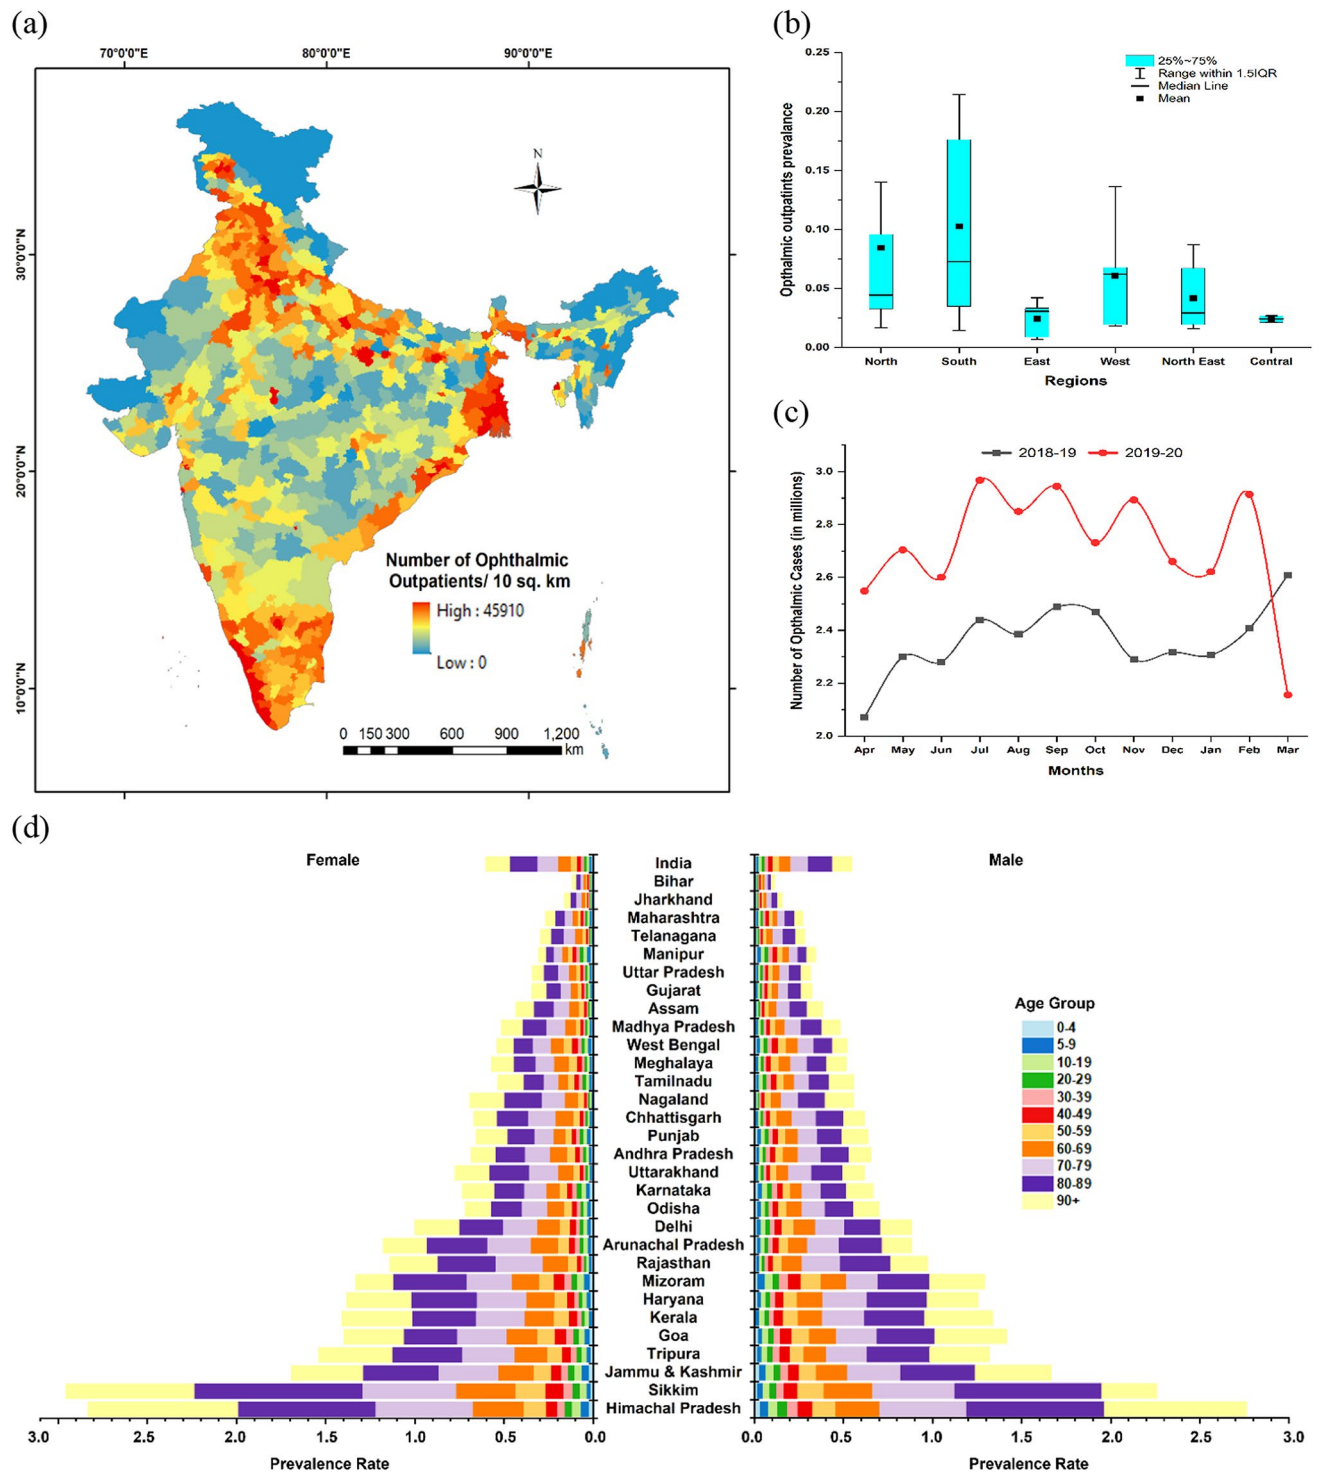 (a)
70°0'0"E 80°0'0"E 90°0'0"E
30°0'0"N
20°0'0"N
10°0'0"N
N
Number of Ophthalmic
Outpatients/ 10 sq. km
High : 45910
Low : 0
0 150 300 600 900 1,200
km
(b)
Opthalmic outpatints prevalance
0.25
0.20
0.15
0.10
0.05
0.00
25%~75%
Range within 1.5IQR
Median Line
Mean
North South East West North East Central
Regions
(c)
Number of Opthalmic Cases (in millions)
2018-19 2019-20
3.0
2.8
2.6
2.4
2.2
2.0
Apr May Jun Jul Aug Sep Oct Nov Dec Jan Feb Mar
Months
(d)
Female
Male
India
Bihar
Jharkhand
Maharashtra
Telanagana
Manipur
Uttar Pradesh
Gujarat
Assam
Madhya Pradesh
West Bengal
Meghalaya
Tamilnadu
Nagaland
Chhattisgarh
Punjab
Andhra Pradesh
Uttarakhand
Karnataka
Odisha
Delhi
Arunachal Pradesh
Rajasthan
Mizoram
Haryana
Kerala
Goa
Tripura
Jammu & Kashmir
Sikkim
Himachal Pradesh
Age Group
0-4
5-9
10-19
20-29
30-39
40-49
50-59
60-69
70-79
80-89
90+
3.0 2.5 2.0 1.5 1.0 0.5 0.0
0.0 0.5 1.0 1.5 2.0 2.5 3.0
Prevalence Rate
Prevalence Rate